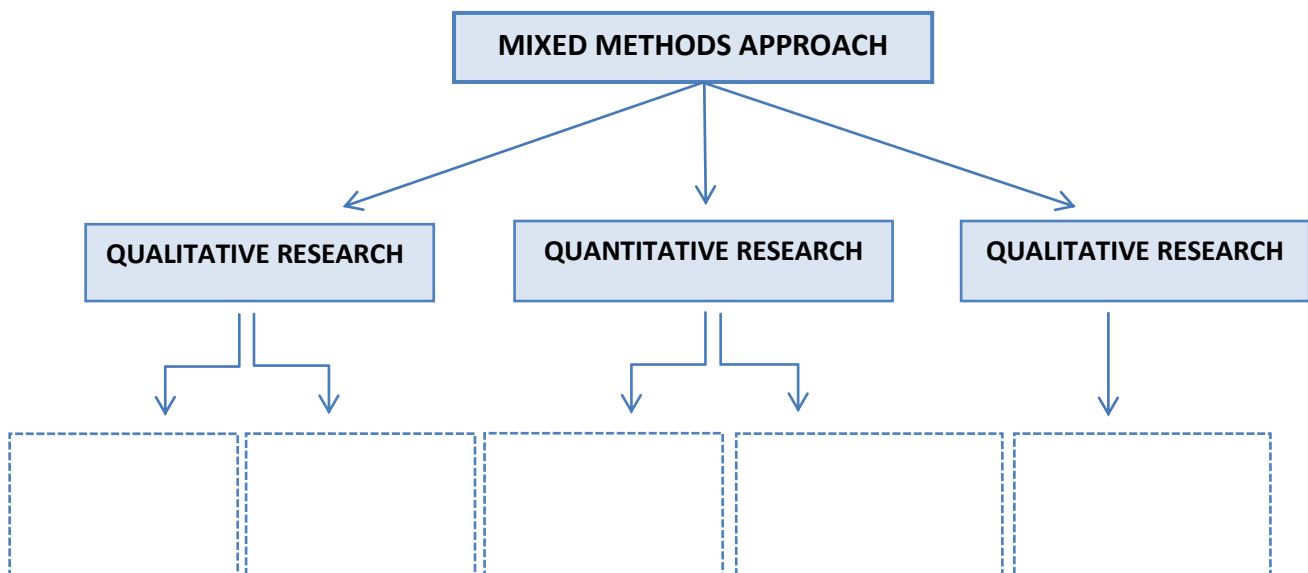 MIXED METHODS APPROACH
QUALITATIVE RESEARCH
QUANTITATIVE RESEARCH
QUALITATIVE RESEARCH